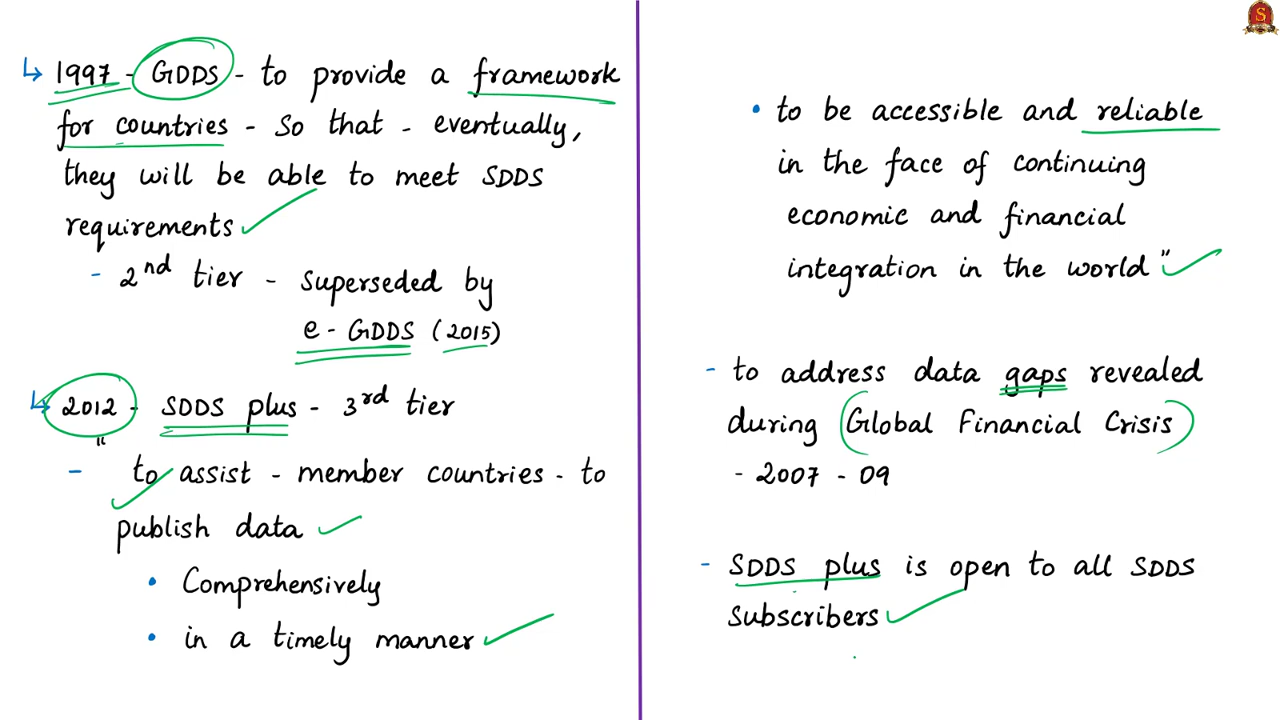 ↳ 1997 - GDDS - to provide a framework
for countries - So that - eventually,
they will be able to meet SDDS
requirements
- 2nd tier - Superseded by
e - GDDS (2015)
↳ 2012 - SDDS plus - 3rd tier
- "to assist - member countries - to
publish data
• Comprehensively
• in a timely manner
• to be accessible and reliable
in the face of continuing
economic and financial
integration in the world"
- to address data gaps revealed
during (Global Financial Crisis)
- 2007 - 09
- SDDS plus is open to all SDDS
Subscribers
S